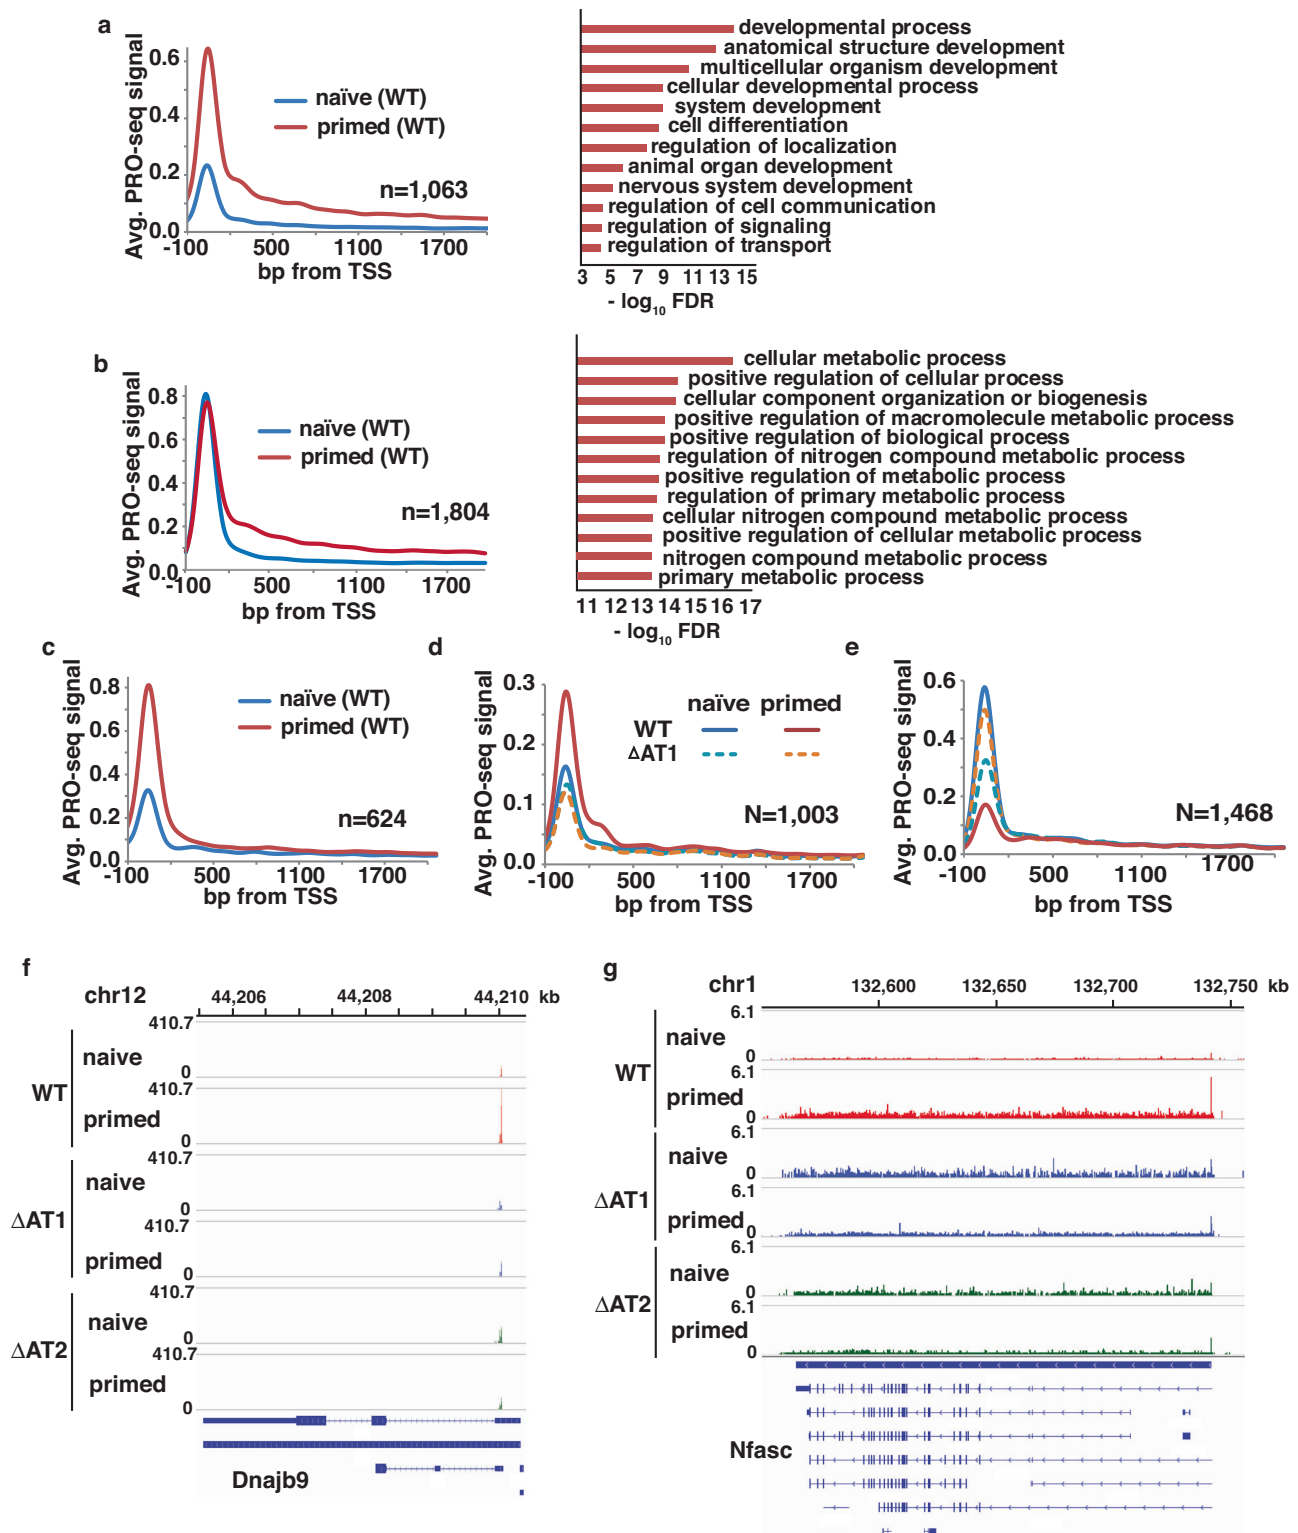 a
0.6
0.4
0.2
0.0
Avg. PRO-seq signal
naïve (WT)
primed (WT)
n=1,063
-100 500 1100 1700
bp from TSS
developmental process
anatomical structure development
multicellular organism development
cellular developmental process
system development
cell differentiation
regulation of localization
animal organ development
nervous system development
regulation of cell communication
regulation of signaling
regulation of transport
3 5 7 9 11 13 15
- log10 FDR
b
0.8
0.6
0.4
0.2
0.0
Avg. PRO-seq signal
naïve (WT)
primed (WT)
n=1,804
-100 500 1100 1700
bp from TSS
cellular metabolic process
positive regulation of cellular process
cellular component organization or biogenesis
positive regulation of macromolecule metabolic process
positive regulation of biological process
regulation of nitrogen compound metabolic process
positive regulation of metabolic process
regulation of primary metabolic process
cellular nitrogen compound metabolic process
positive regulation of cellular metabolic process
nitrogen compound metabolic process
primary metabolic process
11 12 13 14 15 16 17
- log10 FDR
c
0.8
0.6
0.4
0.2
0.0
Avg. PRO-seq signal
naïve (WT)
primed (WT)
n=624
-100 500 1100 1700
bp from TSS
d
0.3
0.2
0.1
0.0
Avg. PRO-seq signal
naïve primed
WT
ΔAT1
N=1,003
-100 500 1100 1700
bp from TSS
e
0.6
0.4
0.2
0.0
Avg. PRO-seq signal
N=1,468
-100 500 1100 1700
bp from TSS
f
chr12 44,206 44,208 44,210 kb
410.7
naive
0
WT
410.7
primed
0
410.7
naive
0
ΔAT1
410.7
primed
0
410.7
naive
0
ΔAT2
410.7
primed
0
Dnajb9
g
chr1 132,600 132,650 132,700 132,750 kb
6.1
naive
0
WT
6.1
primed
0
6.1
naive
0
ΔAT1
6.1
primed
0
6.1
naive
0
ΔAT2
6.1
primed
0
Nfasc